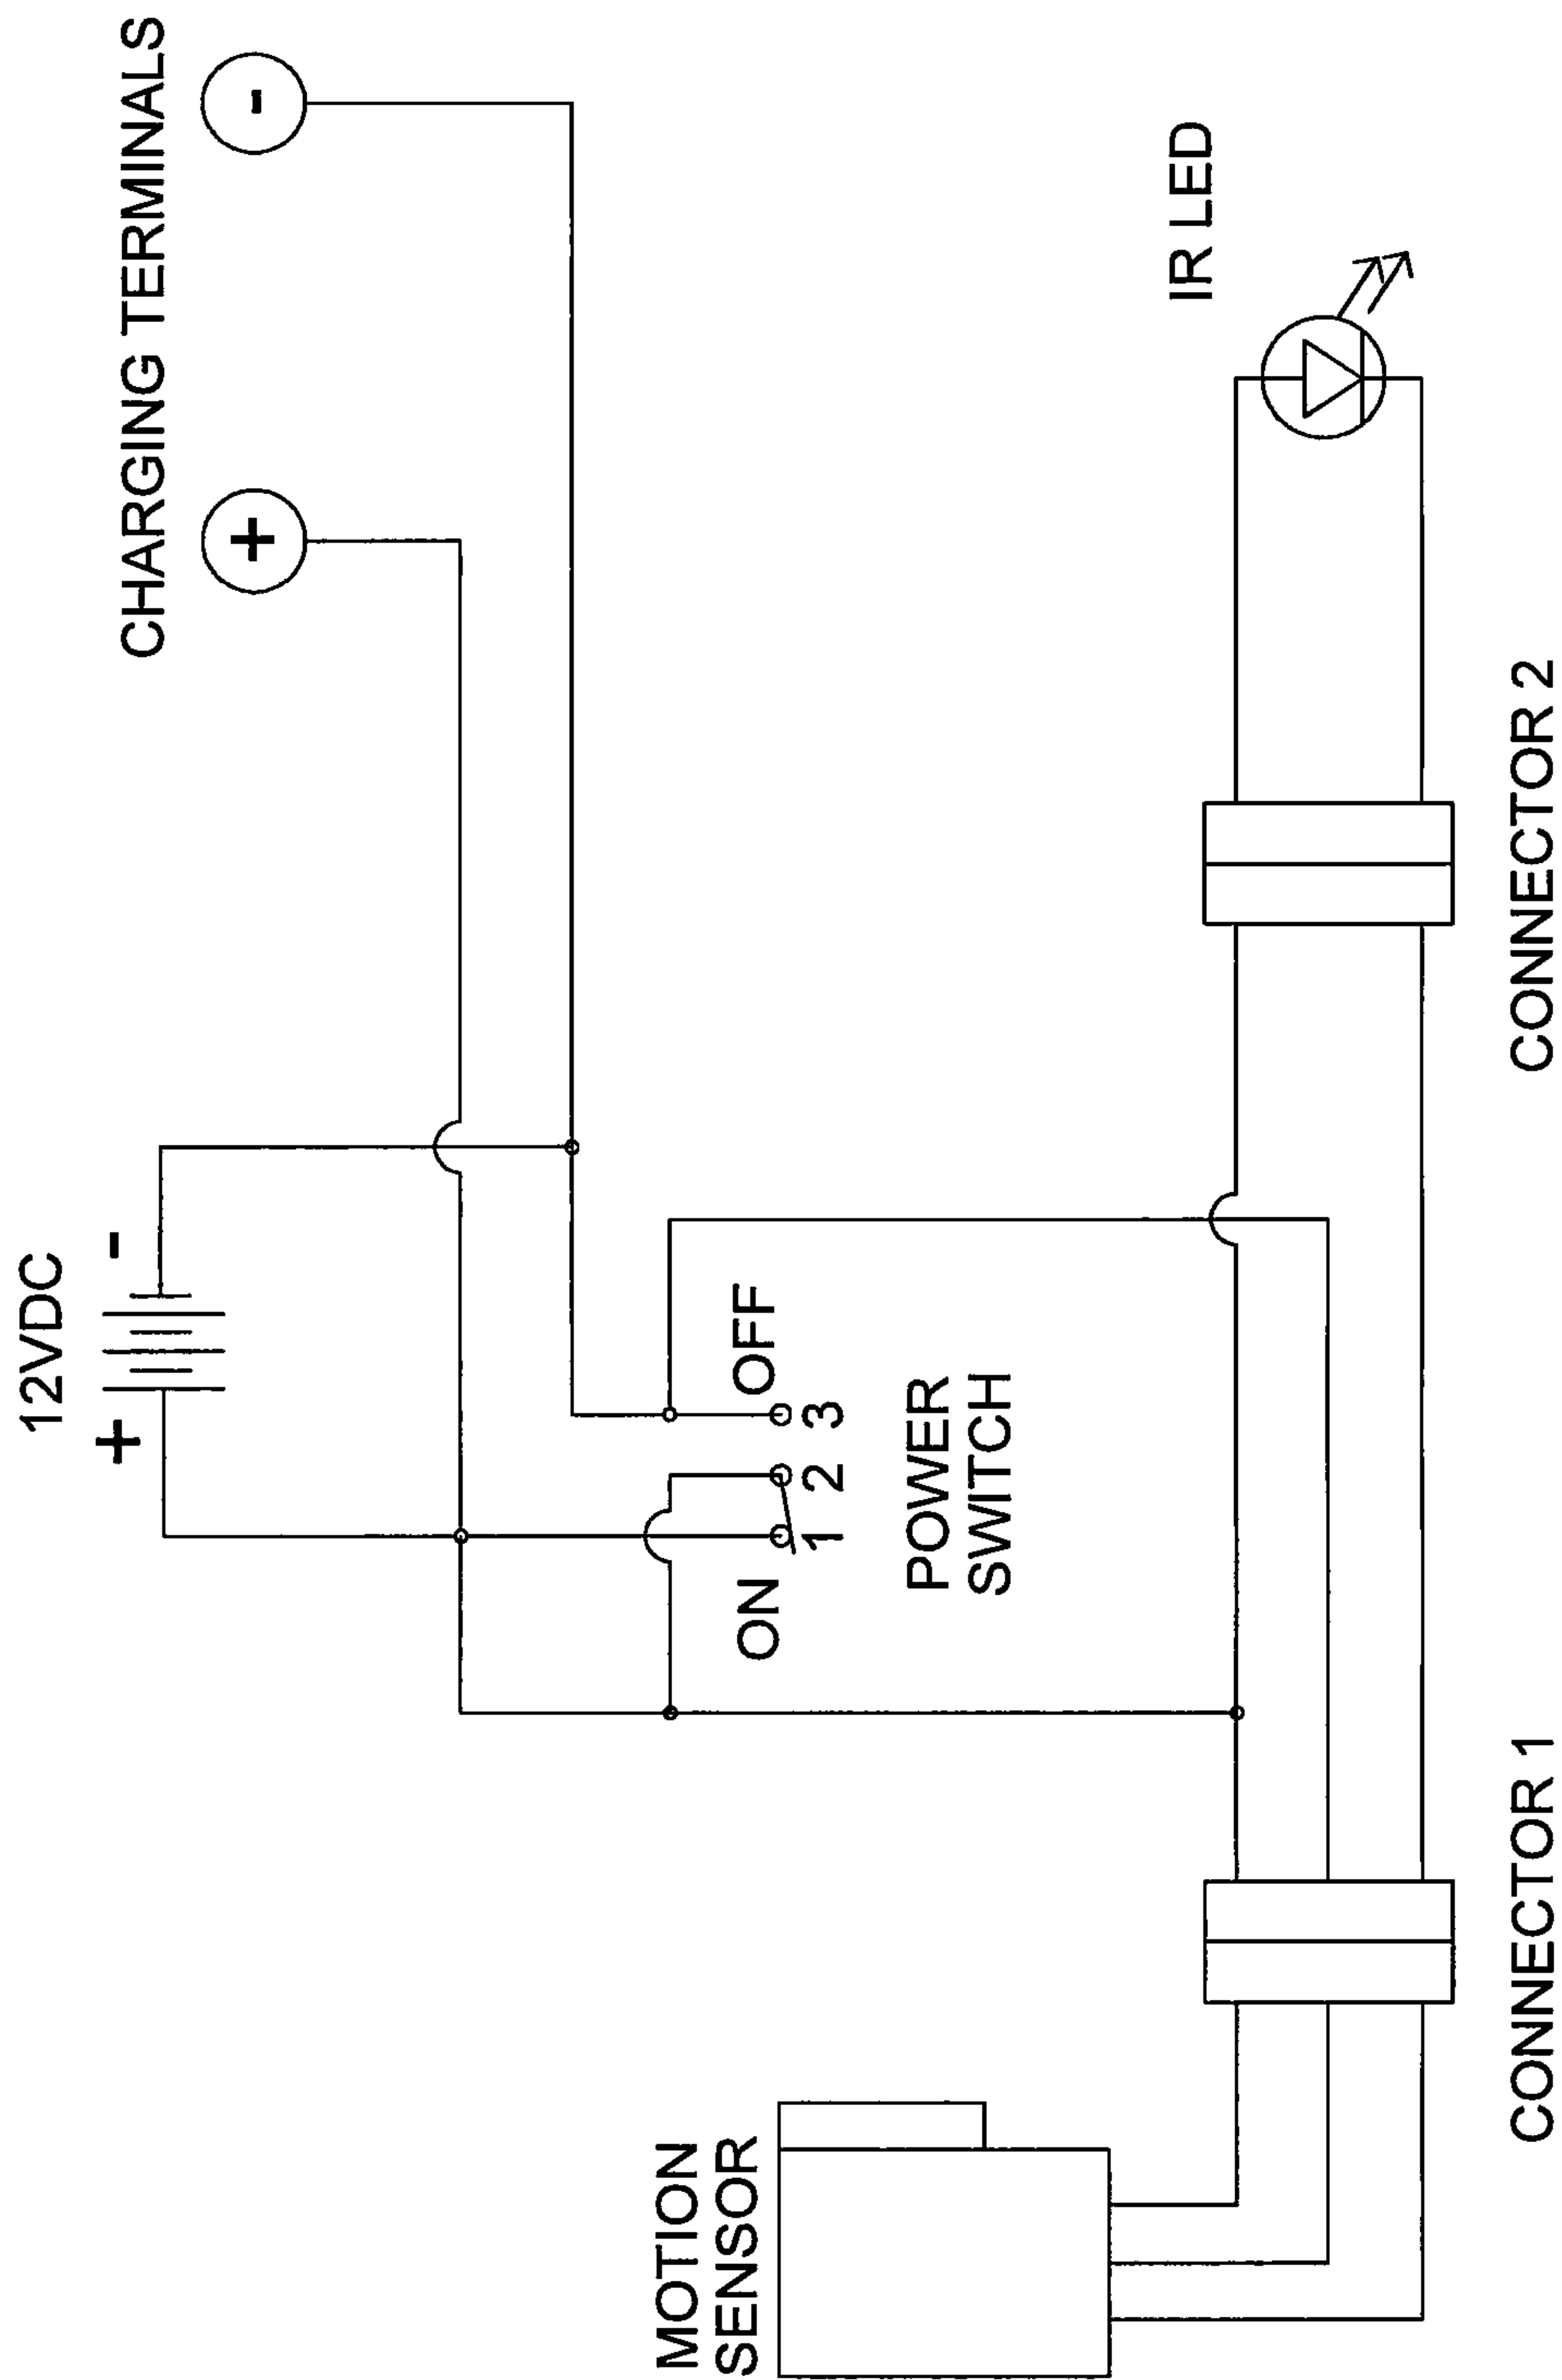 12VDC
+
-
CHARGING TERMINALS
+
-
ON
OFF
1
2
3
POWER
SWITCH
MOTION
SENSOR
IR LED
CONNECTOR 1
CONNECTOR 2